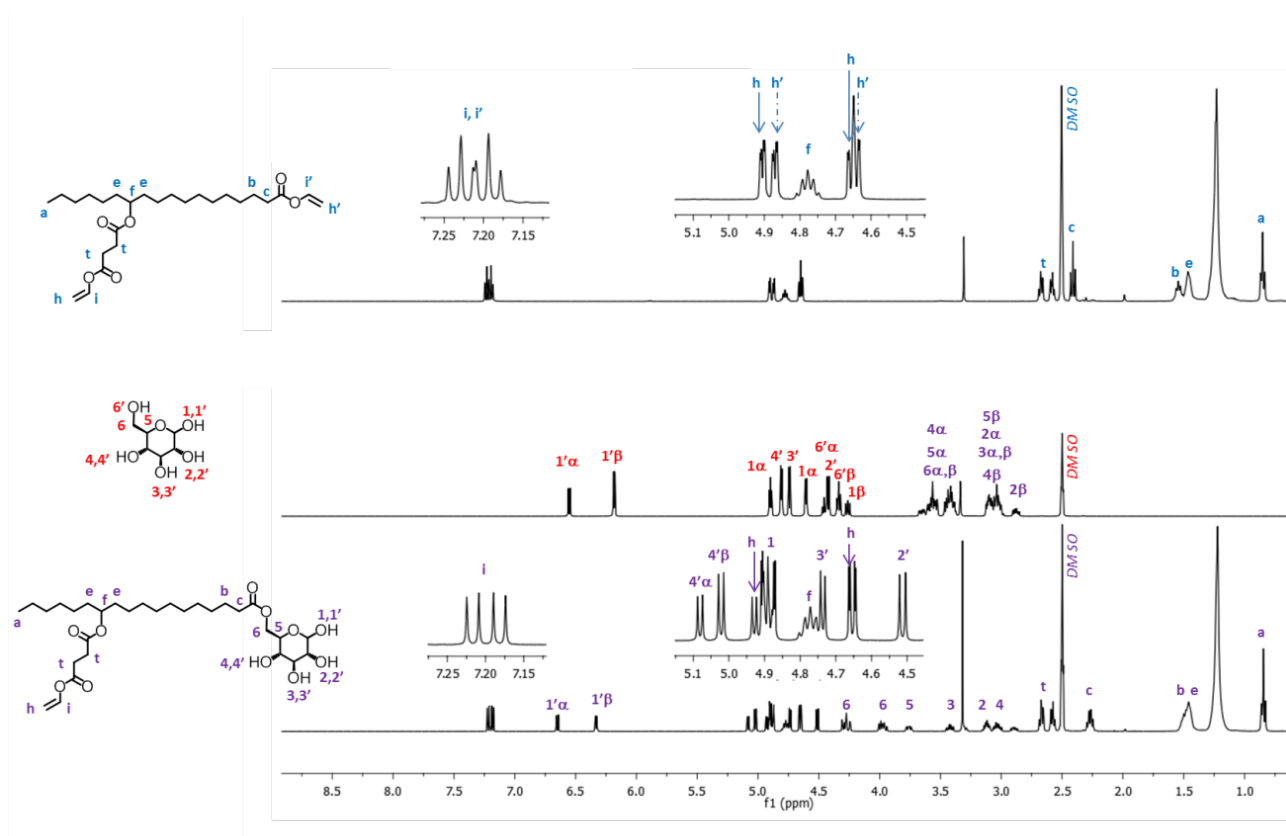 h h' h h'
i, i' f
7.25 7.20 7.15
5.1 5.0 4.9 4.8 4.7 4.6 4.5
DMSO
t c b e a
e e b O i'
a f c O
O h'
O
t t
O O
h i
6' OH 1,1'
6 5 O OH
4,4' HO OH
OH 2,2'
3,3'
1'α 1'β 1α 4' 3' 1α 6'α
2'
6'β
1β
4α
5α
6α,β
5β
2α
3α,β
4β
2β
DMSO
i
7.25 7.20 7.15
4'α 4'β h 1 f 3' h 2'
5.1 5.0 4.9 4.8 4.7 4.6 4.5
DMSO
e e b O
a f c O
6 5 O 1,1'
OH
4,4' HO OH
OH 2,2'
3,3'
O
O
t t
O O
h i
1'α 1'β 6 6 5 3 2 4 t c b e a
8.5 8.0 7.5 7.0 6.5 6.0 5.5 5.0 4.5 4.0 3.5 3.0 2.5 2.0 1.5 1.0
f1 (ppm)